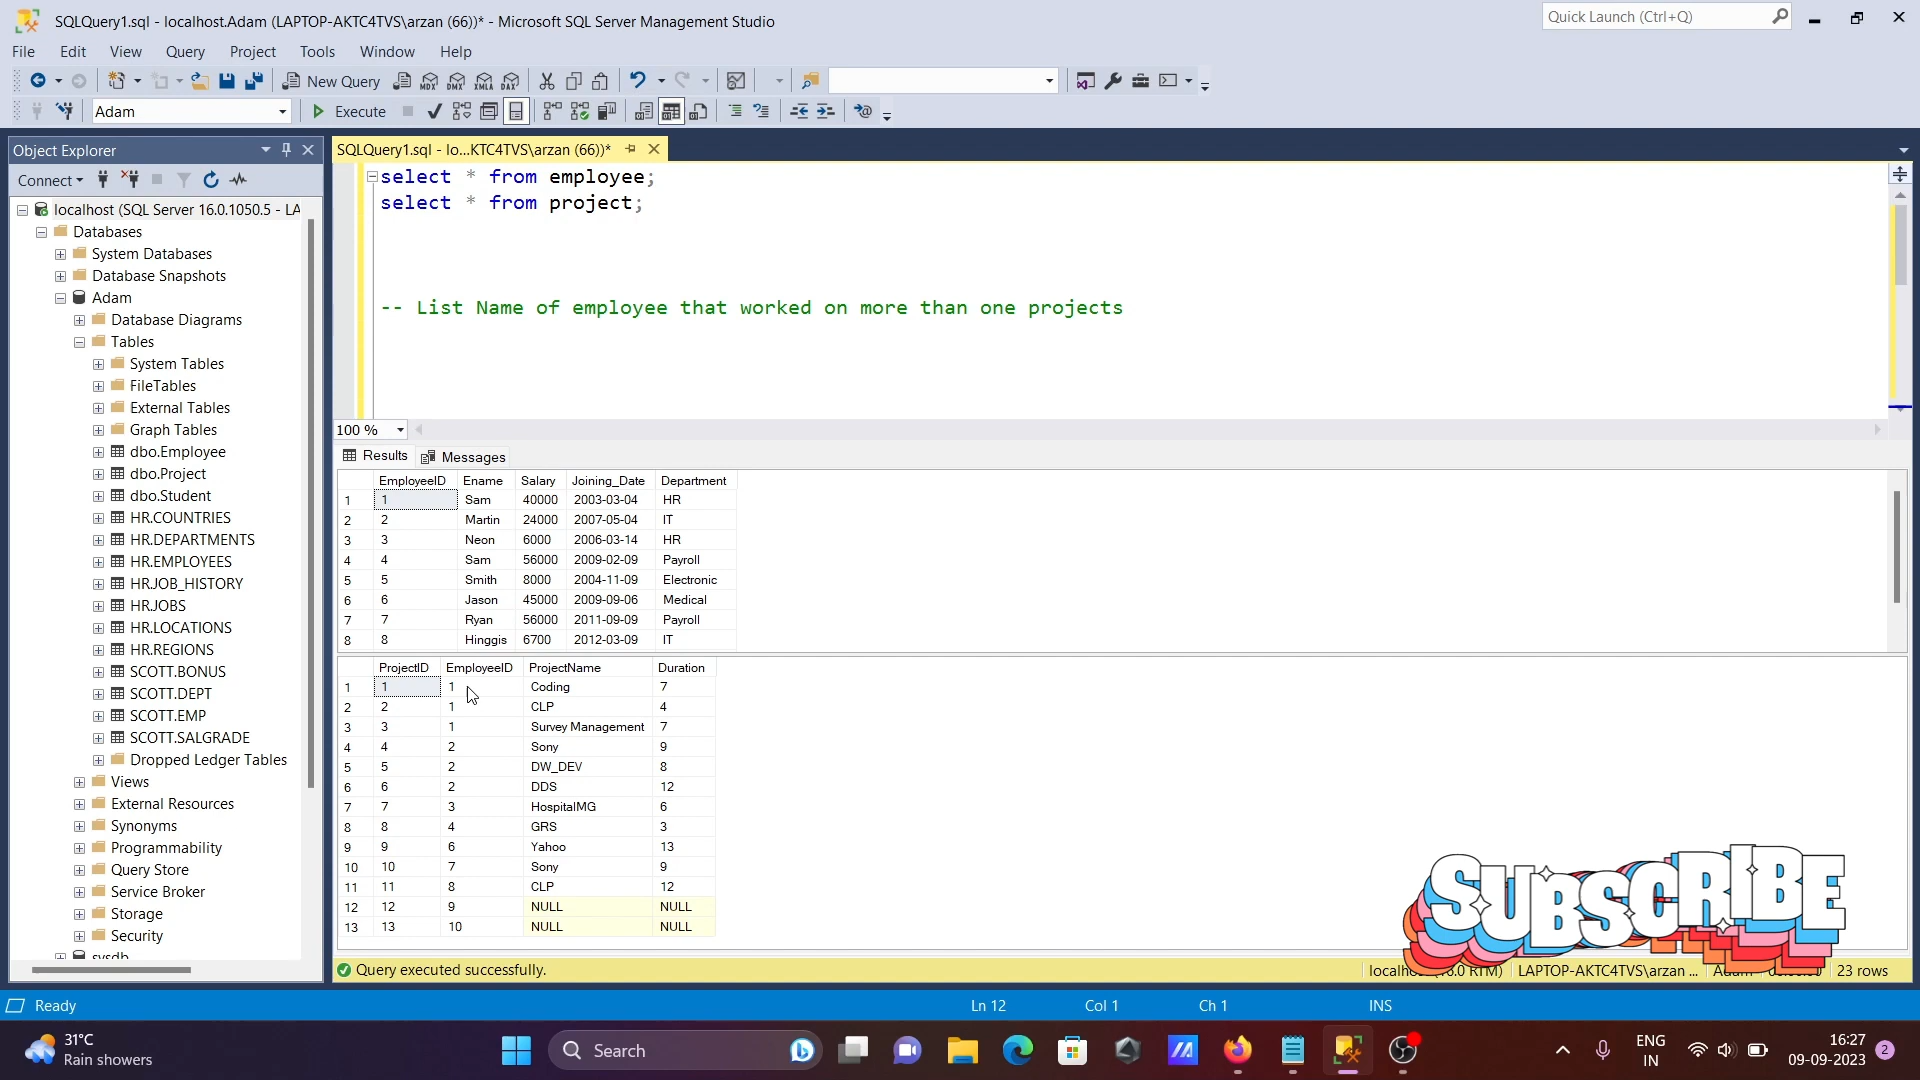 SQLQuery1.sql - localhost.Adam (LAPTOP-AKTC4TVS\arzan (66))* - Microsoft SQL Server Management Studio
Quick Launch (Ctrl+Q)
File Edit View Query Project Tools Window Help
New Query MDX DMX XMLA DAX
Adam Execute
Object Explorer
SQLQuery1.sql - lo...KTC4TVS\arzan (66))*
Connect
localhost (SQL Server 16.0.1050.5 - LA
Databases
System Databases
Database Snapshots
Adam
Database Diagrams
Tables
System Tables
FileTables
External Tables
Graph Tables
dbo.Employee
dbo.Project
dbo.Student
HR.COUNTRIES
HR.DEPARTMENTS
HR.EMPLOYEES
HR.JOB_HISTORY
HR.JOBS
HR.LOCATIONS
HR.REGIONS
SCOTT.BONUS
SCOTT.DEPT
SCOTT.EMP
SCOTT.SALGRADE
Dropped Ledger Tables
Views
External Resources
Synonyms
Programmability
Query Store
Service Broker
Storage
Security
sysdb
select * from employee;
select * from project;
-- List Name of employee that worked on more than one projects
100 %
Results Messages
EmployeeID Ename Salary Joining_Date Department
1 1 Sam 40000 2003-03-04 HR
2 2 Martin 24000 2007-05-04 IT
3 3 Neon 6000 2006-03-14 HR
4 4 Sam 56000 2009-02-09 Payroll
5 5 Smith 8000 2004-11-09 Electronic
6 6 Jason 45000 2009-09-06 Medical
7 7 Ryan 56000 2011-09-09 Payroll
8 8 Hinggis 6700 2012-03-09 IT
ProjectID EmployeeID ProjectName Duration
1 1 1 Coding 7
2 2 1 CLP 4
3 3 1 Survey Management 7
4 4 2 Sony 9
5 5 2 DW_DEV 8
6 6 2 DDS 12
7 7 3 HospitalMG 6
8 8 4 GRS 3
9 9 6 Yahoo 13
10 10 7 Sony 9
11 11 8 CLP 12
12 12 9 NULL NULL
13 13 10 NULL NULL
SUBSCRIBE
Query executed successfully.
LAPTOP-AKTC4TVS\arzan ... 23 rows
Ready Ln 12 Col 1 Ch 1 INS
31°C
Rain showers
Search
ENG
IN
16:27
09-09-2023
2